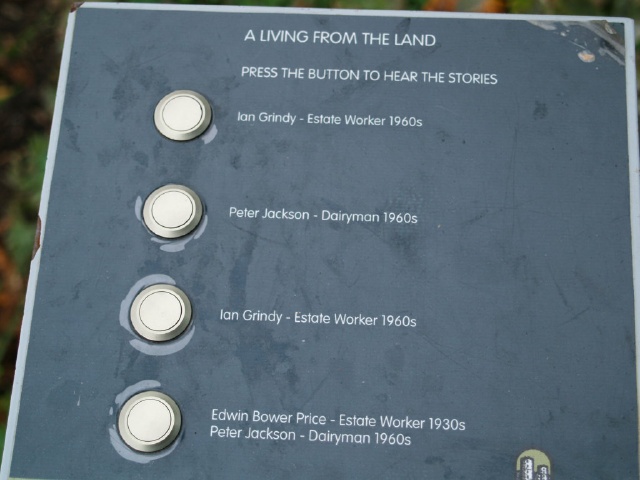 A LIVING FROM THE LAND
PRESS THE BUTTON TO HEAR THE STORIES
Ian Grindy - Estate Worker 1960s
Peter Jackson - Dairyman 1960s
Ian Grindy - Estate Worker 1960s
Edwin Bower Price - Estate Worker 1930s
Peter Jackson - Dairyman 1960s